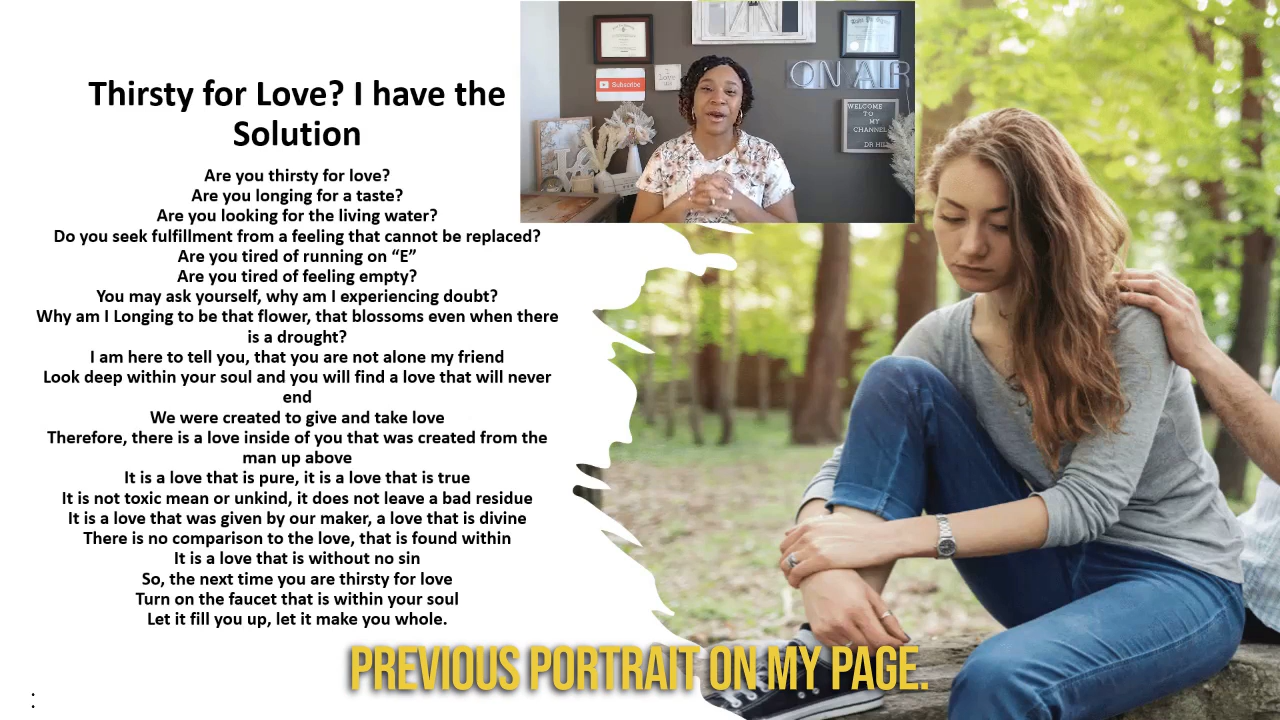 Thirsty for Love? I have the
Solution
Are you thirsty for love?
Are you longing for a taste?
Are you looking for the living water?
Do you seek fulfillment from a feeling that cannot be replaced?
Are you tired of running on “E”
Are you tired of feeling empty?
You may ask yourself, why am I experiencing doubt?
Why am I Longing to be that flower, that blossoms even when there
is a drought?
I am here to tell you, that you are not alone my friend
Look deep within your soul and you will find a love that will never
end
We were created to give and take love
Therefore, there is a love inside of you that was created from the
man up above
It is a love that is pure, it is a love that is true
It is not toxic mean or unkind, it does not leave a bad residue
It is a love that was given by our maker, a love that is divine
There is no comparison to the love, that is found within
It is a love that is without no sin
So, the next time you are thirsty for love
Turn on the faucet that is within your soul
Let it fill you up, let it make you whole.
Subscribe
ON AIR
WELCOME
TO
MY
CHANNEL
DR HILL
PREVIOUS PORTRAIT ON MY PAGE.